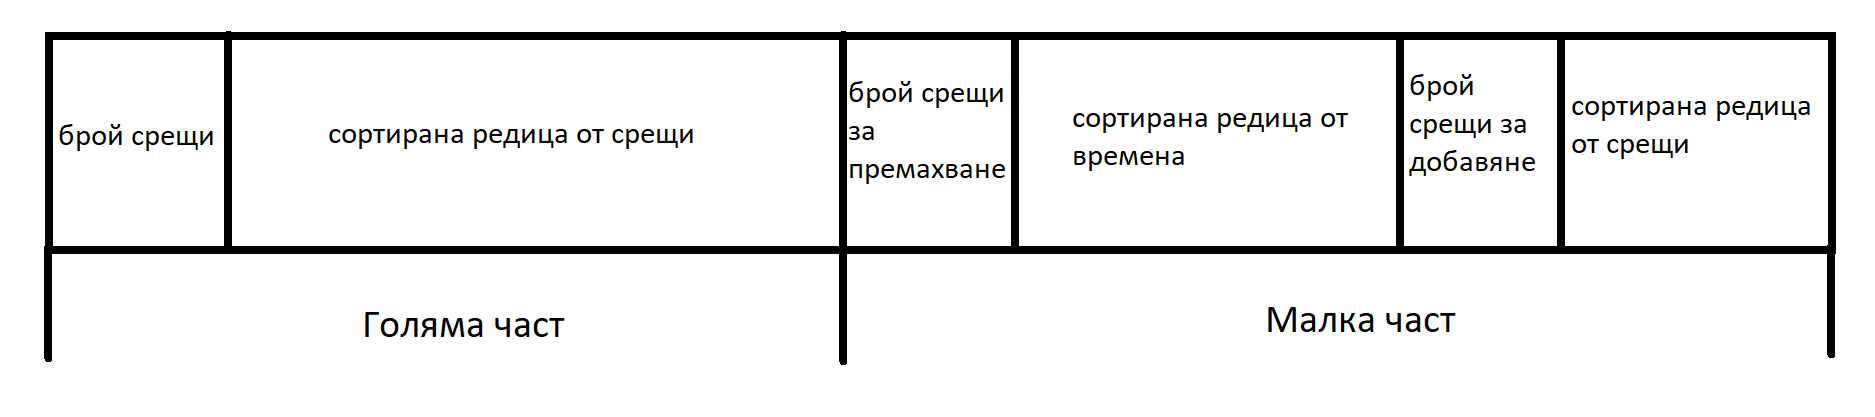 брой срещи
сортирана редица от срещи
брой срещи
за
премахване
сортирана редица от
времена
брой
срещи за
добавяне
сортирана редица
от срещи
Голяма част
Малка част